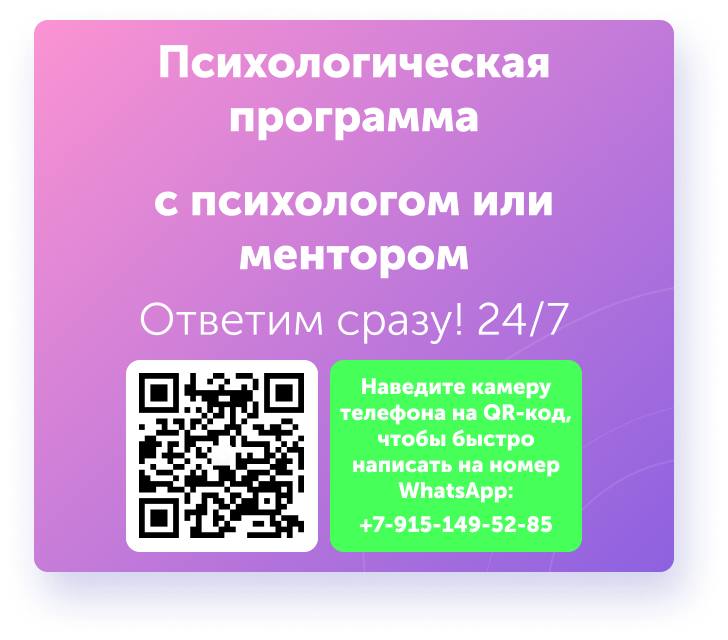 Психологическая
программа
с психологом или
ментором
Ответим сразу! 24/7
Наведите камеру
телефона на QR-код,
чтобы быстро
написать на номер
WhatsApp:
+7-915-149-52-85